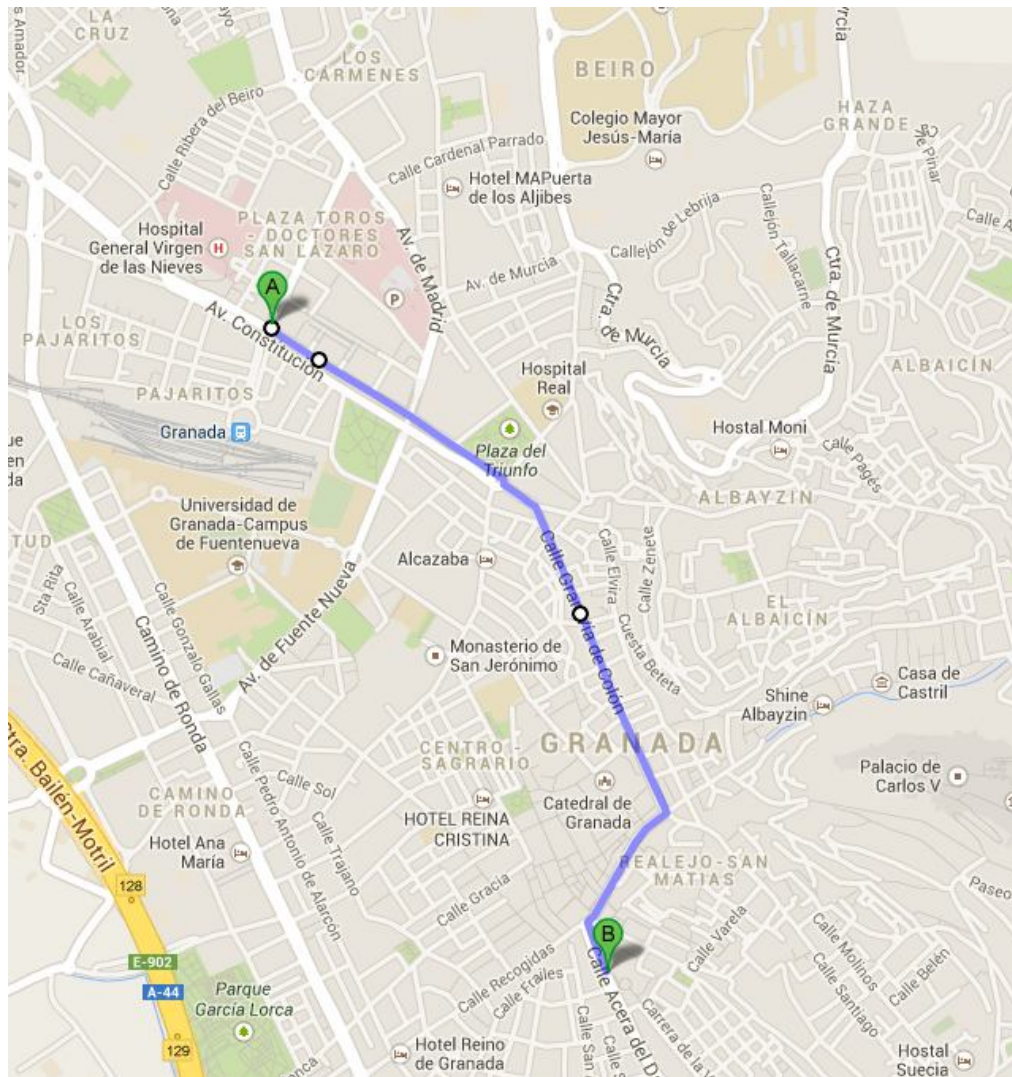 LA
CRUZ
LOS
CÁRMENES
BEIRO
Colegio Mayor
Jesús-María
HAZA
GRANDE
Calle Ribera del Beiro
Calle Cardenal Parrado
Hotel MAPuerta
de los Aljibes
Callejón de Lebrija
Callejón Tallacarne
Ctra. de Murcia
Hospital
General Virgen
de las Nieves
H
PLAZA TOROS
- DOCTORES
SAN LÁZARO
P
Av. de Madrid
Av. de Murcia
Ctra. de Murcia
A
LOS
PAJARITOS
Av. Constitución
PAJARITOS
Granada
Hospital
Real
Plaza del
Triunfo
ALBAICÍN
Hostal Moni
Calle Pagés
ALBAYZÍN
Universidad de
Granada-Campus
de Fuentenueva
Alcazaba
Calle Elvira
Calle Zenete
Cuesta Beteta
Calle Gran Vía de Colón
EL
ALBAICÍN
Sta Rita
Calle Arabial
Calle Cañaveral
Calle Gonzalo Gallas
Camino de Ronda
Av. de Fuente Nueva
Monasterio de
San Jerónimo
Casa de
Castril
Shine
Albayzin
GRANADA
CENTRO -
SAGRARIO
Palacio de
Carlos V
CAMINO
DE RONDA
Calle Sol
Calle Pedro Antonio de Alarcón
Calle Trajano
HOTEL REINA
CRISTINA
Catedral de
Granada
Hotel Ana
María
Ctra. Bailén-Motril
128
REALEJO-SAN
MATIAS
Paseo
Calle Gracia
B
Calle Varela
Calle Molinos
Calle Santiago
Calle Belén
E-902
A-44
Calle Recogidas
Calle Frailes
Calle San
Calle Acera del D
Carrera de la V
Parque
García Lorca
129
Hotel Reino
de Granada
Hostal
Suecia